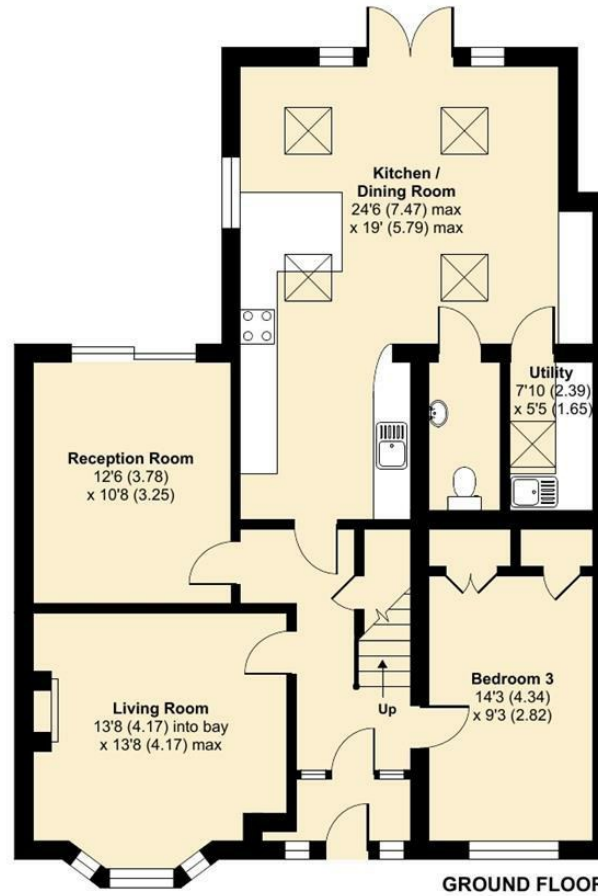 Kitchen /
Dining Room
24'6 (7.47) max
x 19' (5.79) max
Utility
7'10 (2.39)
x 5'5 (1.65)
Reception Room
12'6 (3.78)
x 10'8 (3.25)
Living Room
13'8 (4.17) into bay
x 13'8 (4.17) max
Up
Bedroom 3
14'3 (4.34)
x 9'3 (2.82)
GROUND FLOOR